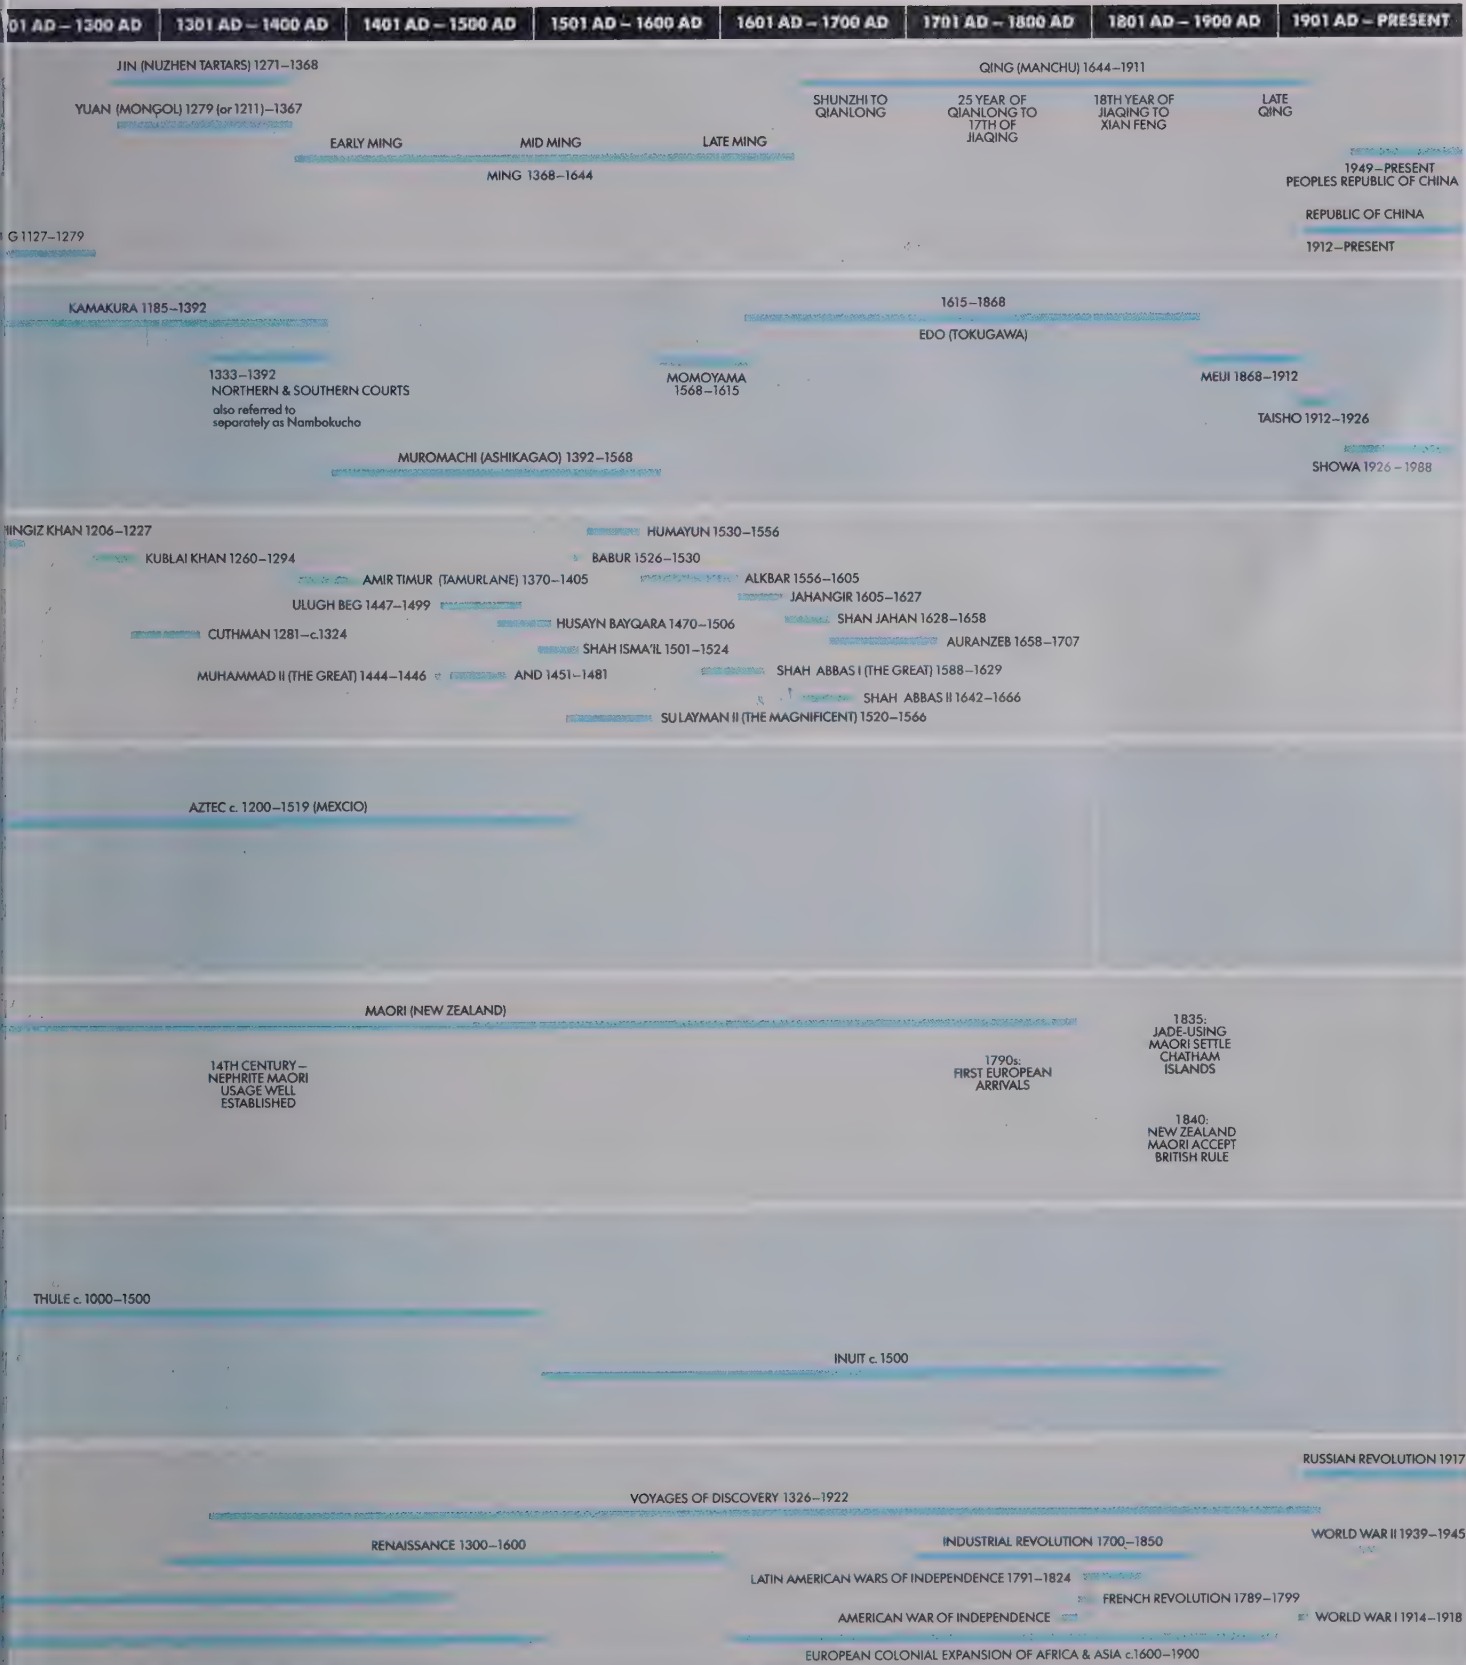 01 AD – 1300 AD 1301 AD – 1400 AD 1401 AD – 1500 AD 1501 AD – 1600 AD 1601 AD – 1700 AD 1701 AD – 1800 AD 1801 AD – 1900 AD 1901 AD – PRESENT
JIN (NUZHEN TARTARS) 1271–1368
QING (MANCHU) 1644–1911
YUAN (MONGOL) 1279 (or 1211)–1367
SHUNZHI TO
QIANLONG
25 YEAR OF
QIANLONG TO
17TH OF
JIAQING
18TH YEAR OF
JIAQING TO
XIAN FENG
LATE
QING
EARLY MING
MID MING
LATE MING
MING 1368–1644
1949–PRESENT
PEOPLES REPUBLIC OF CHINA
REPUBLIC OF CHINA
1912–PRESENT
G 1127–1279
KAMAKURA 1185–1392
1615–1868
EDO (TOKUGAWA)
1333–1392
NORTHERN & SOUTHERN COURTS
also referred to
separately as Nambokucho
MOMOYAMA
1568–1615
MEIJI 1868–1912
TAISHO 1912–1926
MUROMACHI (ASHIKAGAO) 1392–1568
SHOWA 1926 – 1988
HINGIZ KHAN 1206–1227
HUMAYUN 1530–1556
KUBLAI KHAN 1260–1294
BABUR 1526–1530
AMIR TIMUR (TAMURLANE) 1370–1405
ALKBAR 1556–1605
JAHANGIR 1605–1627
ULUGH BEG 1447–1499
HUSAYN BAYQARA 1470–1506
SHAN JAHAN 1628–1658
CUTHMAN 1281–c.1324
SHAH ISMA'IL 1501–1524
AURANZEB 1658–1707
MUHAMMAD II (THE GREAT) 1444–1446 AND 1451–1481
SHAH ABBAS I (THE GREAT) 1588–1629
SHAH ABBAS II 1642–1666
SULAYMAN II (THE MAGNIFICENT) 1520–1566
AZTEC c. 1200–1519 (MEXCIO)
MAORI (NEW ZEALAND)
14TH CENTURY–
NEPHRITE MAORI
USAGE WELL
ESTABLISHED
1790s:
FIRST EUROPEAN
ARRIVALS
1835:
JADE-USING
MAORI SETTLE
CHATHAM
ISLANDS
1840:
NEW ZEALAND
MAORI ACCEPT
BRITISH RULE
THULE c. 1000–1500
INUIT c. 1500
RUSSIAN REVOLUTION 1917
VOYAGES OF DISCOVERY 1326–1922
RENAISSANCE 1300–1600
INDUSTRIAL REVOLUTION 1700–1850
WORLD WAR II 1939–1945
LATIN AMERICAN WARS OF INDEPENDENCE 1791–1824
FRENCH REVOLUTION 1789–1799
AMERICAN WAR OF INDEPENDENCE
WORLD WAR I 1914–1918
EUROPEAN COLONIAL EXPANSION OF AFRICA & ASIA c.1600–1900